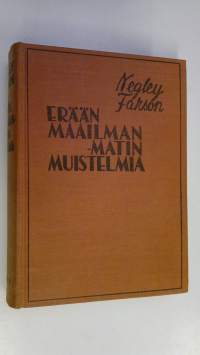 Negley
Farson
ERÄÄN
MAAILMAN
-MATIN
MUISTELMIA